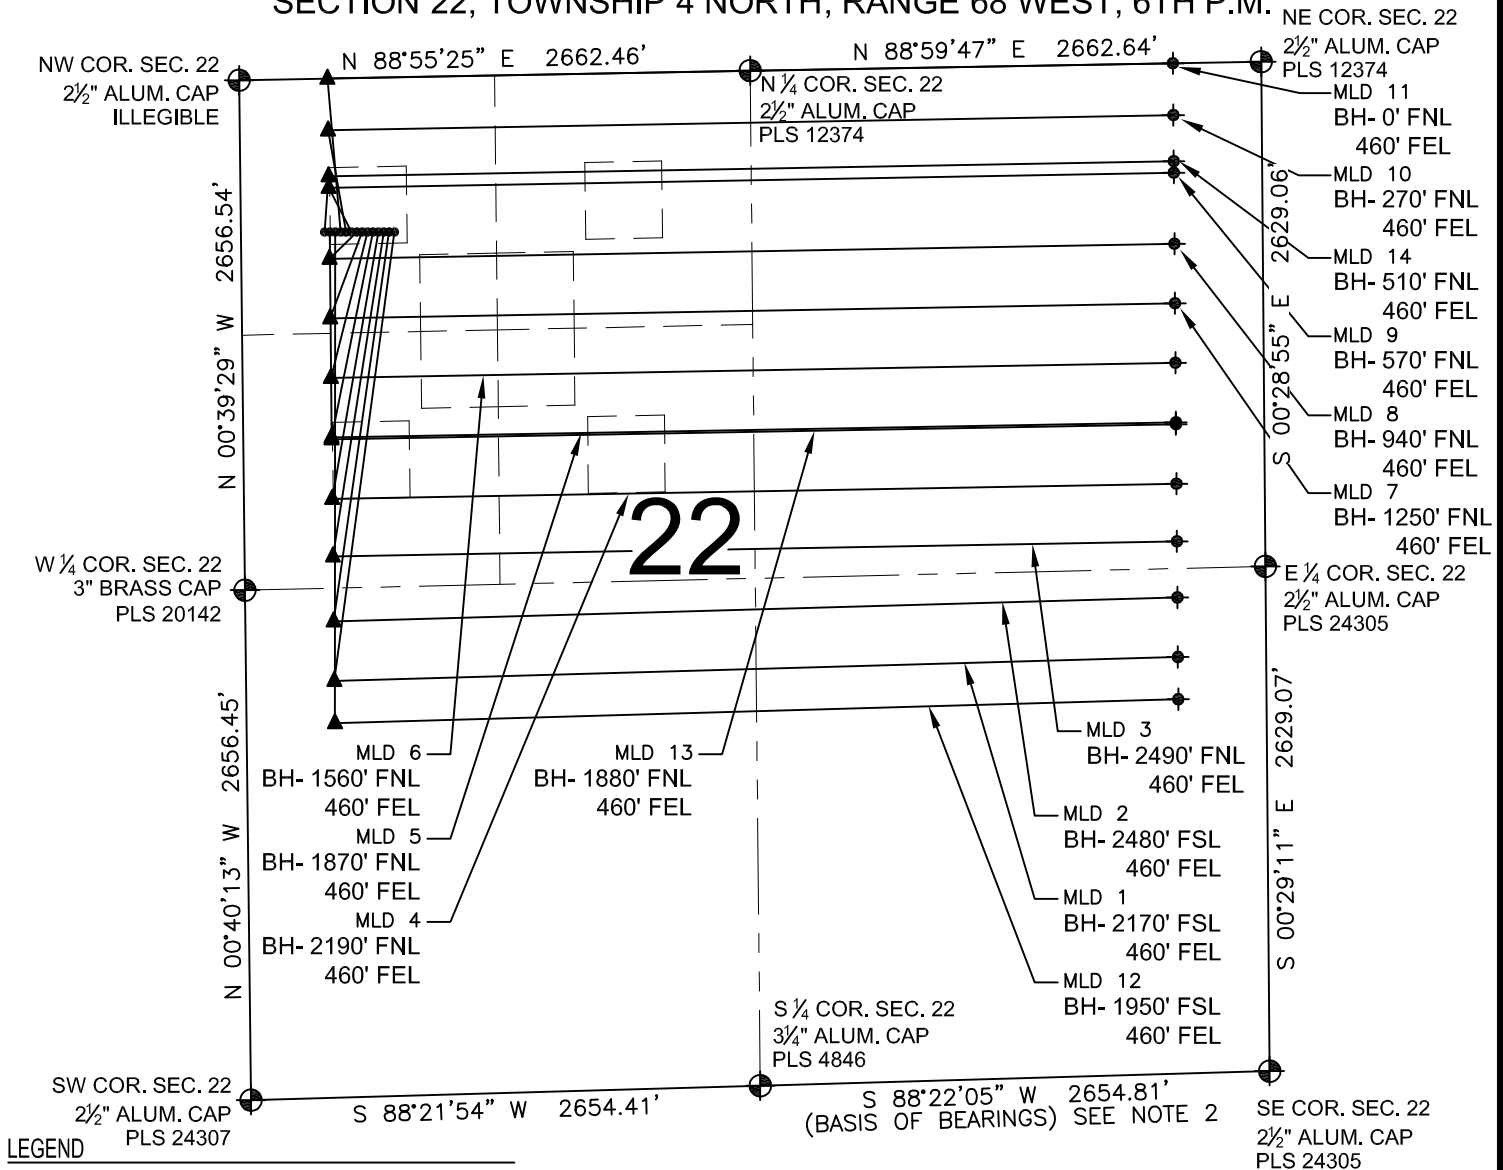 SECTION 22, TOWNSHIP 4 NORTH, RANGE 68 WEST, 6TH P.M.
NW COR. SEC. 22
2½" ALUM. CAP
ILLEGIBLE
N 88°55'25" E 2662.46'
N ¼ COR. SEC. 22
2½" ALUM. CAP
PLS 12374
N 88°59'47" E 2662.64'
NE COR. SEC. 22
2½" ALUM. CAP
PLS 12374
MLD 11
BH- 0' FNL
460' FEL
MLD 10
BH- 270' FNL
460' FEL
MLD 14
BH- 510' FNL
460' FEL
MLD 9
BH- 570' FNL
460' FEL
MLD 8
BH- 940' FNL
460' FEL
MLD 7
BH- 1250' FNL
460' FEL
N 00°39'29" W 2656.54'
S 00°28'55" E 2629.06'
22
W ¼ COR. SEC. 22
3" BRASS CAP
PLS 20142
E ¼ COR. SEC. 22
2½" ALUM. CAP
PLS 24305
MLD 6
BH- 1560' FNL
460' FEL
MLD 5
BH- 1870' FNL
460' FEL
MLD 4
BH- 2190' FNL
460' FEL
MLD 13
BH- 1880' FNL
460' FEL
MLD 3
BH- 2490' FNL
460' FEL
MLD 2
BH- 2480' FSL
460' FEL
MLD 1
BH- 2170' FSL
460' FEL
MLD 12
BH- 1950' FSL
460' FEL
N 00°40'13" W 2656.45'
S 00°29'11" E 2629.07'
S ¼ COR. SEC. 22
3¼" ALUM. CAP
PLS 4846
SW COR. SEC. 22
2½" ALUM. CAP
PLS 24307
S 88°21'54" W 2654.41'
S 88°22'05" W 2654.81'
(BASIS OF BEARINGS) SEE NOTE 2
SE COR. SEC. 22
2½" ALUM. CAP
PLS 24305
LEGEND